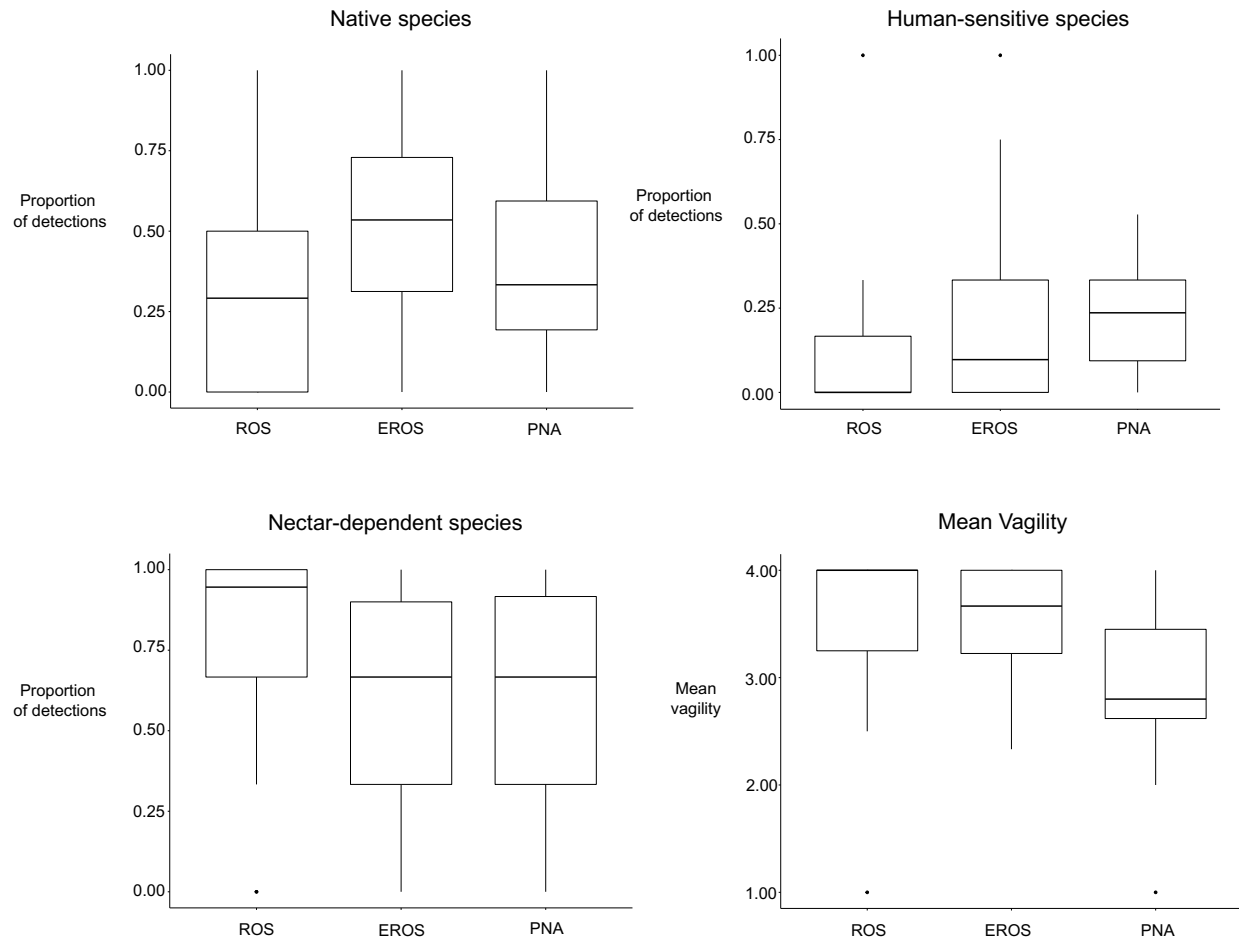 Native species
1.00
0.75
0.50
0.25
0.00
Proportion
of detections
ROS EROS PNA
Human-sensitive species
1.00
0.75
0.50
0.25
0.00
Proportion
of detections
ROS EROS PNA
Nectar-dependent species
1.00
0.75
0.50
0.25
0.00
Proportion
of detections
ROS EROS PNA
Mean Vagility
4.00
3.00
2.00
1.00
Mean
vagility
ROS EROS PNA